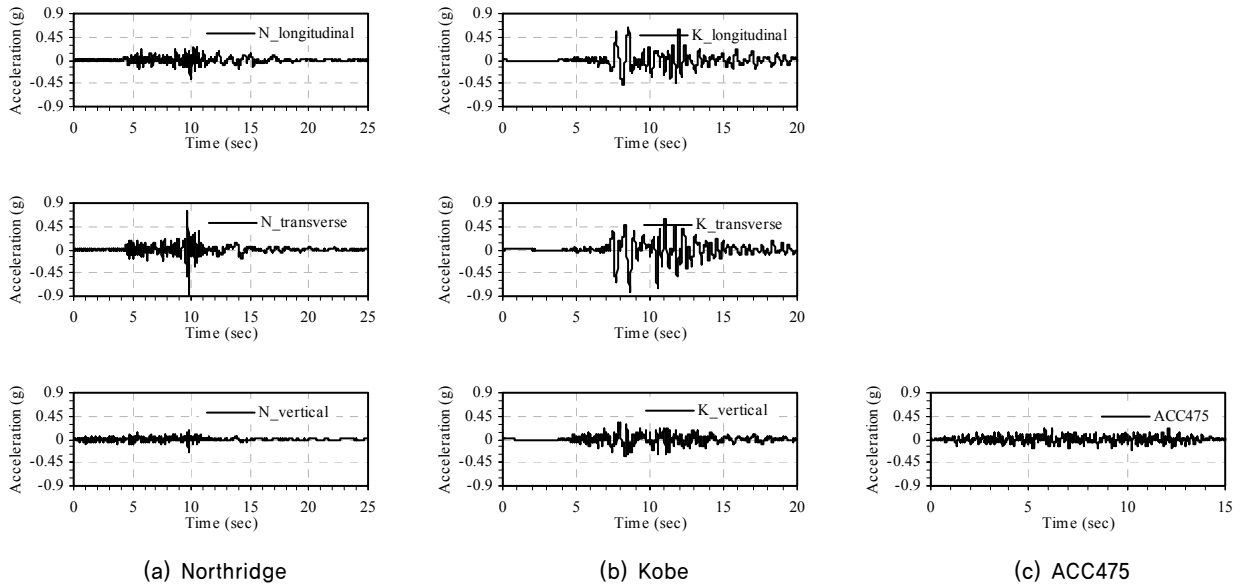 0.9
0.45
0
-0.45
-0.9
Acceleration (g)
N_longitudinal
0 5 10 15 20 25
Time (sec)
0.9
0.45
0
-0.45
-0.9
Acceleration (g)
K_longitudinal
0 5 10 15 20
Time (sec)
0.9
0.45
0
-0.45
-0.9
Acceleration (g)
N_transverse
0 5 10 15 20 25
Time (sec)
0.9
0.45
0
-0.45
-0.9
Acceleration (g)
K_transverse
0 5 10 15 20
Time (sec)
0.9
0.45
0
-0.45
-0.9
Acceleration (g)
N_vertical
0 5 10 15 20 25
Time (sec)
0.9
0.45
0
-0.45
-0.9
Acceleration (g)
K_vertical
0 5 10 15 20
Time (sec)
0.9
0.45
0
-0.45
-0.9
Acceleration (g)
ACC475
0 5 10 15
Time (sec)
(a) Northridge
(b) Kobe
(c) ACC475